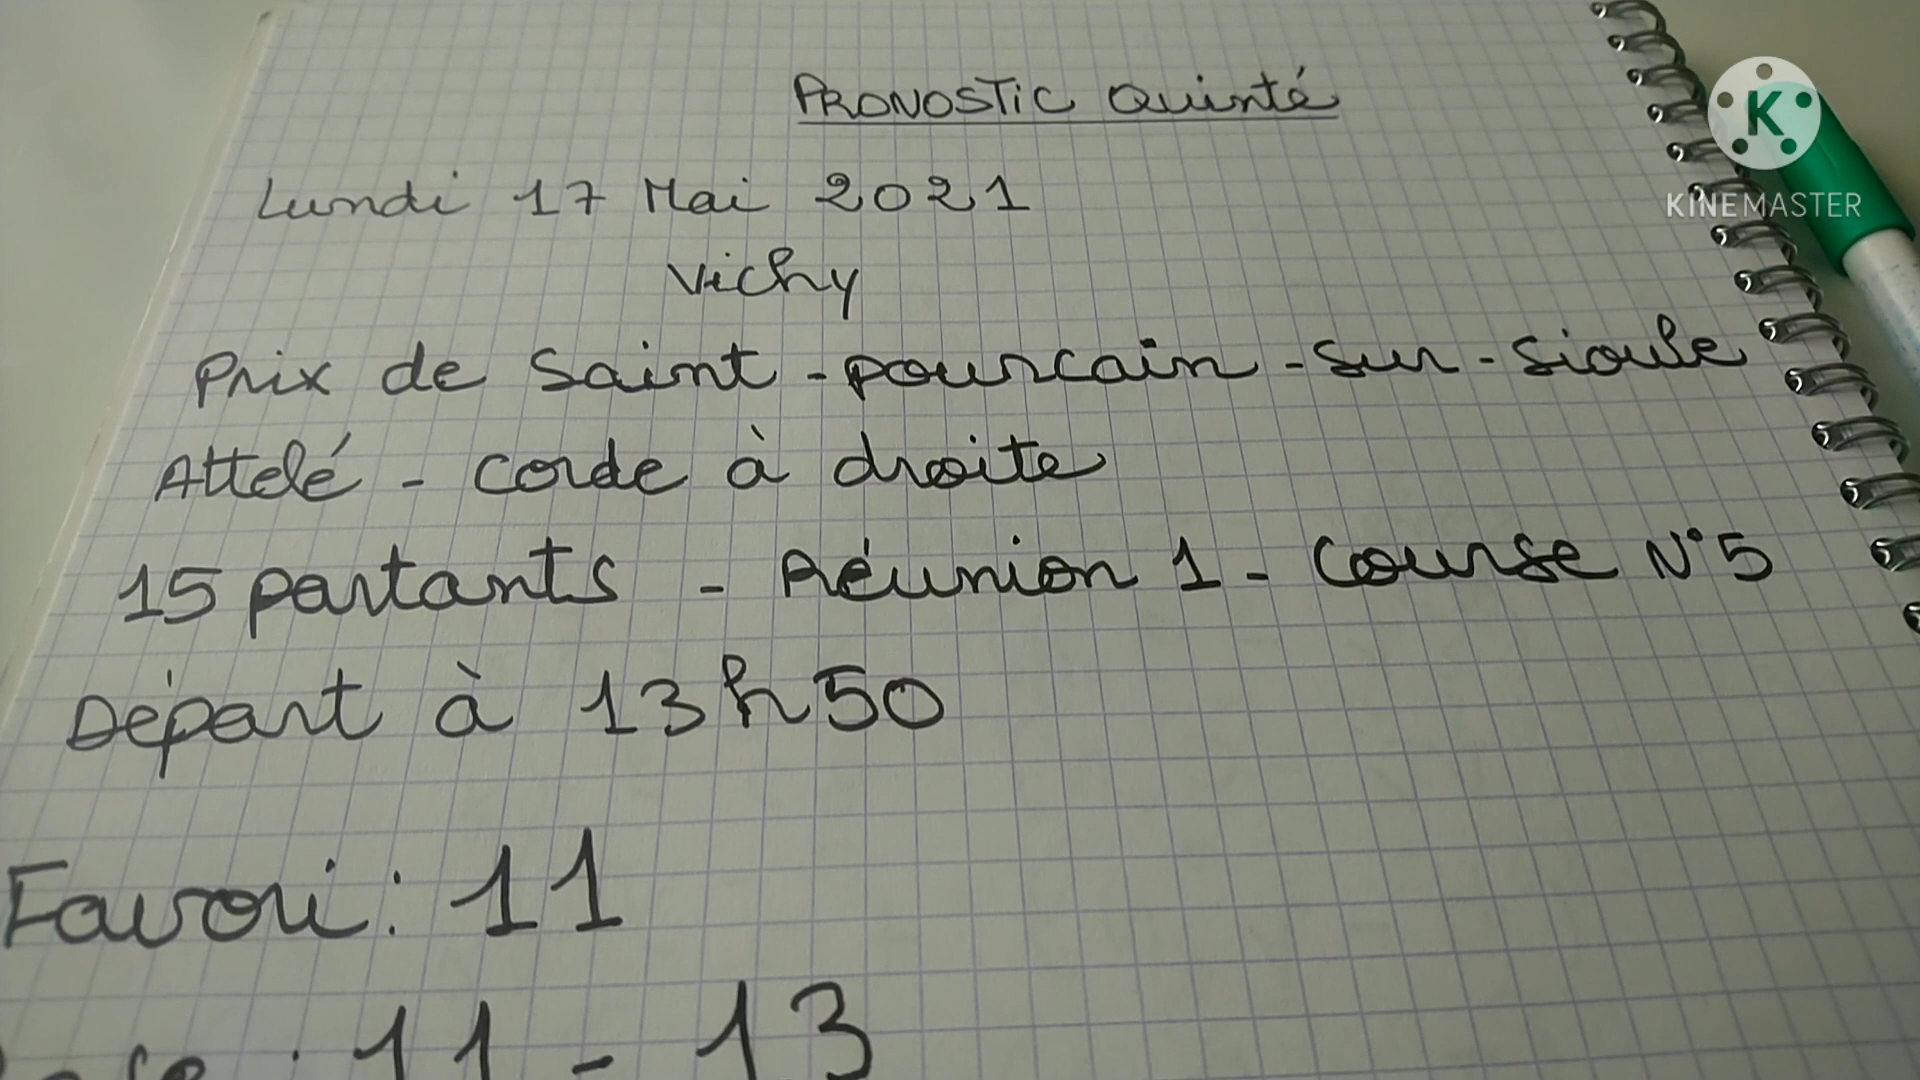 PRONOSTIC Quinté
Lundi 17 Mai 2021
Vichy
Prix de Saint-pourcain-sur-sioule
Attelé - corde à droite
15 partants - Réunion 1 - Course N°5
Départ à 13h50
Favori : 11
: 11 - 13
K
KINEMASTER